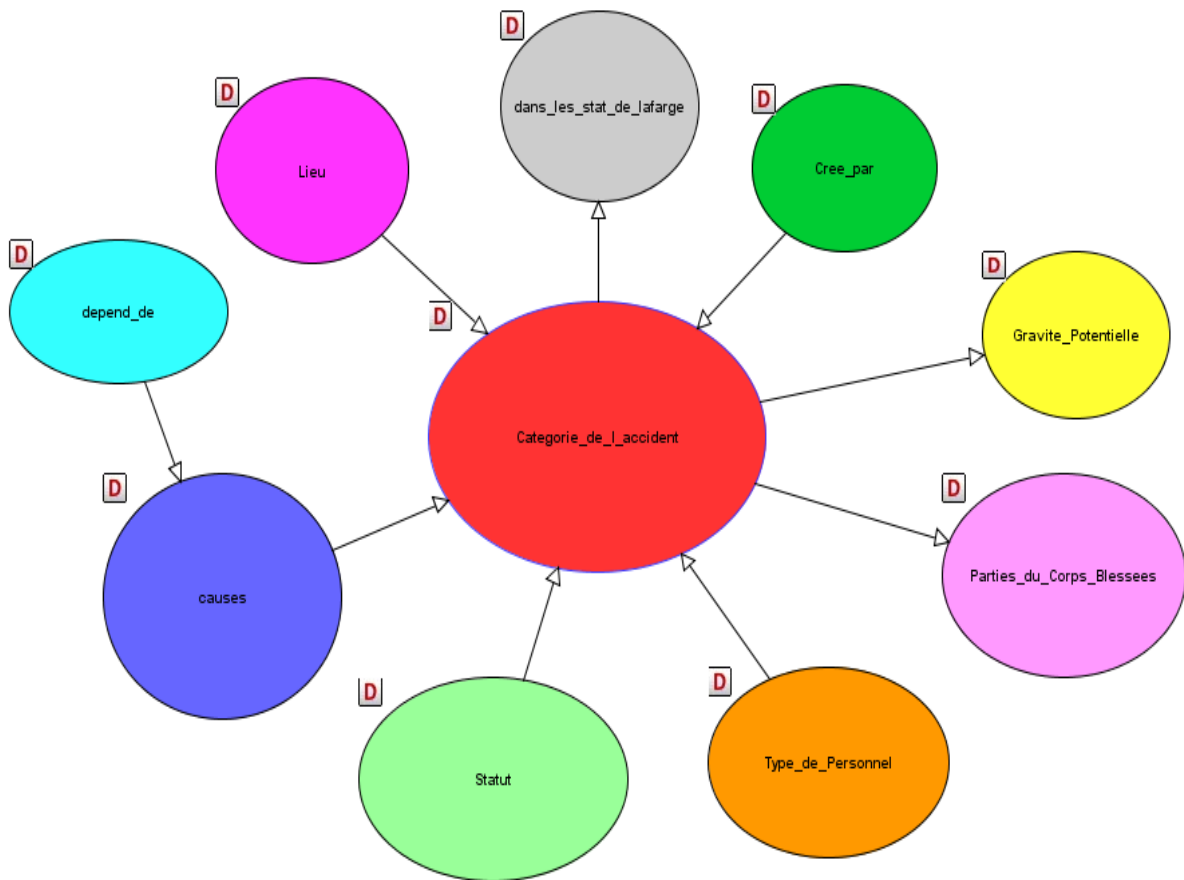 D
dans_les_stat_de_lafarge
D
Lieu
D
Cree_par
D
depend_de
D
Gravite_Potentielle
D
Categorie_de_l_accident
D
causes
D
Parties_du_Corps_Blessees
D
Statut
D
Type_de_Personnel